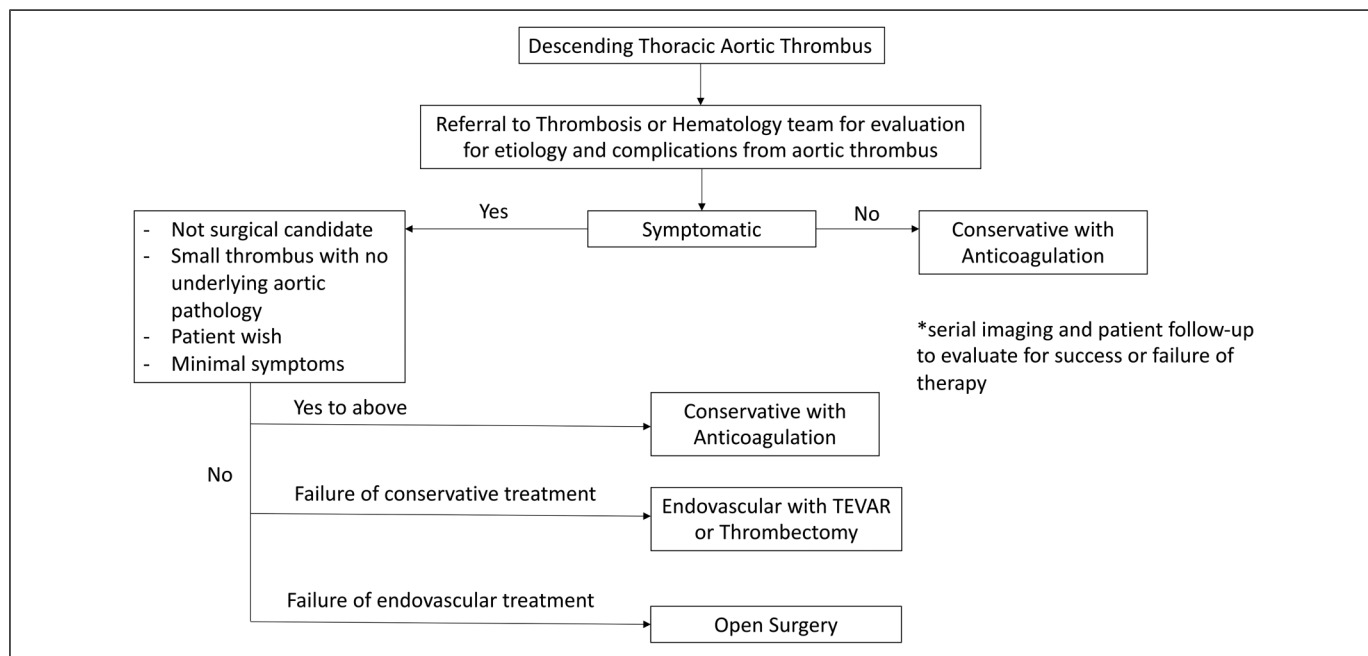 Descending Thoracic Aortic Thrombus
Referral to Thrombosis or Hematology team for evaluation
for etiology and complications from aortic thrombus
Yes
Symptomatic
No
- Not surgical candidate
- Small thrombus with no
underlying aortic
pathology
- Patient wish
- Minimal symptoms
Conservative with
Anticoagulation
*serial imaging and patient follow-up
to evaluate for success or failure of
therapy
Yes to above
Conservative with
Anticoagulation
No
Failure of conservative treatment
Endovascular with TEVAR
or Thrombectomy
Failure of endovascular treatment
Open Surgery